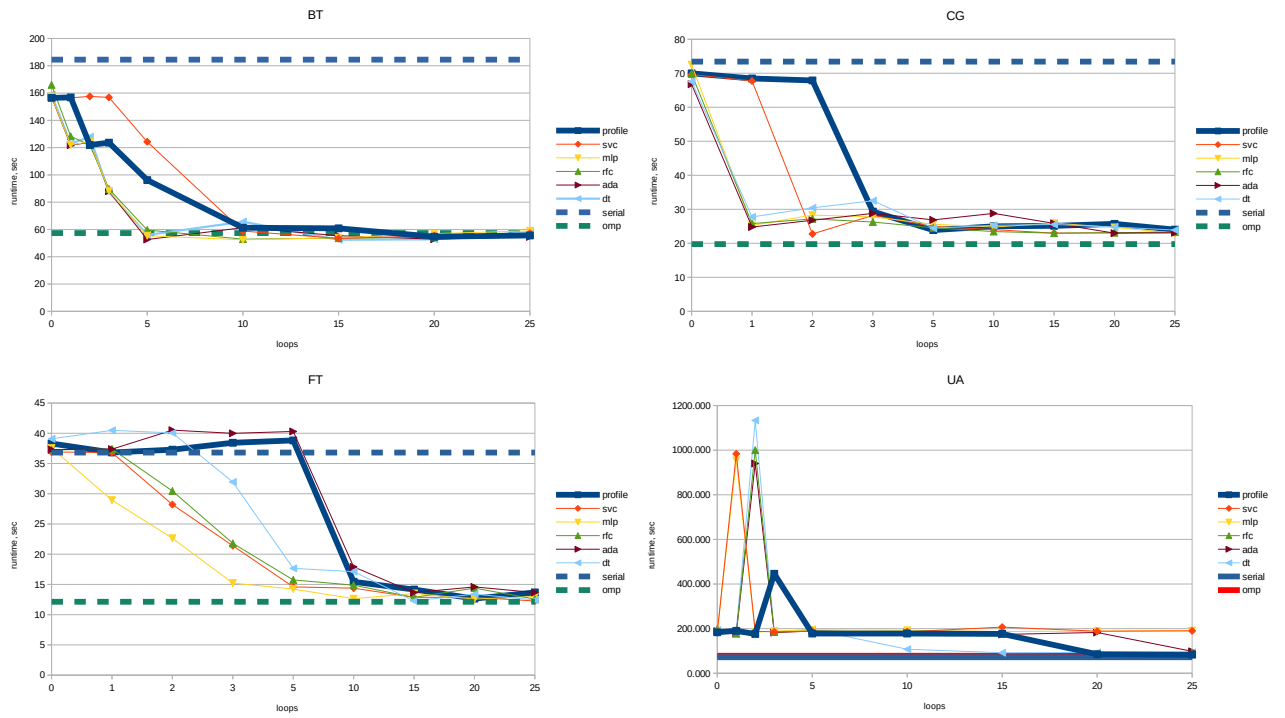 BT
200
180
160
140
120
100
80
60
40
20
0
runtime, sec
0 5 10 15 20 25
loops
profile
svc
mlp
rfc
ada
dt
serial
omp
CG
80
70
60
50
40
30
20
10
0
runtime, sec
0 1 2 3 5 10 15 20 25
loops
profile
svc
mlp
rfc
ada
dt
serial
omp
FT
45
40
35
30
25
20
15
10
5
0
runtime, sec
0 1 2 3 5 10 15 20 25
loops
profile
svc
mlp
rfc
ada
dt
serial
omp
UA
1200.000
1000.000
800.000
600.000
400.000
200.000
0.000
runtime, sec
0 5 10 15 20 25
loops
profile
svc
mlp
rfc
ada
dt
serial
omp